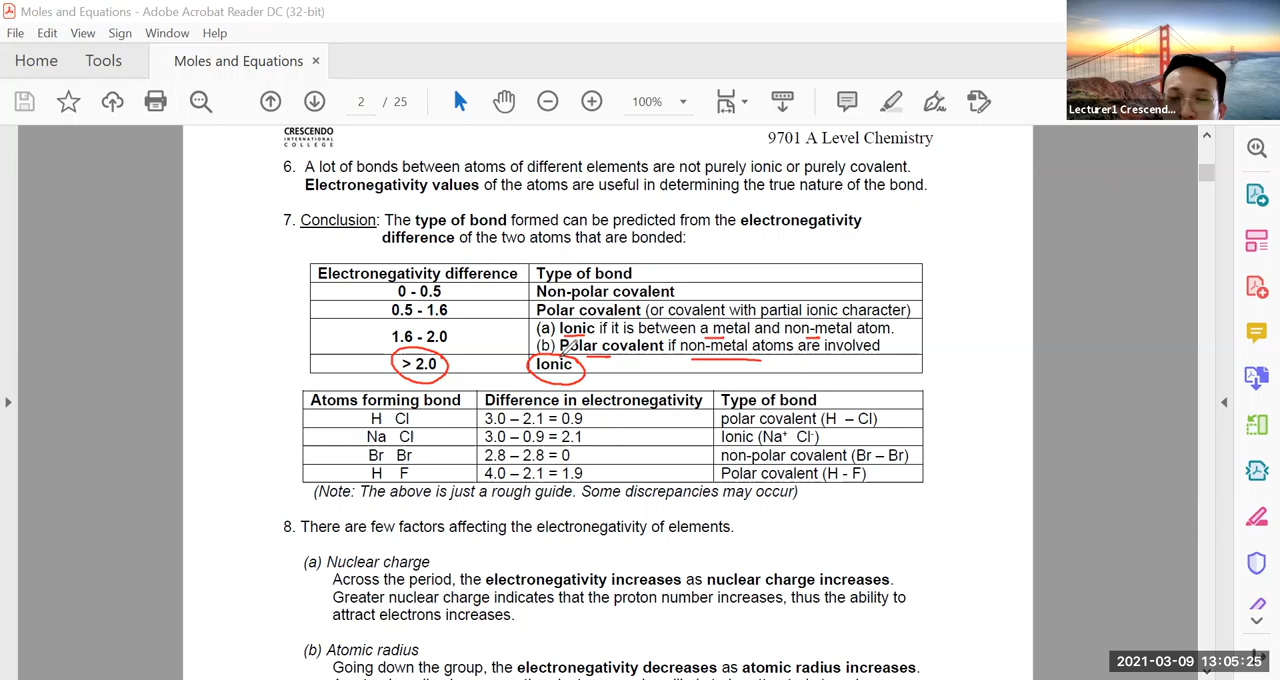 Moles and Equations - Adobe Acrobat Reader DC (32-bit)
File Edit View Sign Window Help
Home Tools Moles and Equations ×
2 / 25 100%
Lecturer1 Crescend...
CRESCENDO
INTERNATIONAL
COLLEGE
9701 A Level Chemistry
6. A lot of bonds between atoms of different elements are not purely ionic or purely covalent.
Electronegativity values of the atoms are useful in determining the true nature of the bond.
7. Conclusion: The type of bond formed can be predicted from the electronegativity
difference of the two atoms that are bonded:
Electronegativity difference Type of bond
0 - 0.5 Non-polar covalent
0.5 - 1.6 Polar covalent (or covalent with partial ionic character)
1.6 - 2.0 (a) Ionic if it is between a metal and non-metal atom.
(b) Polar covalent if non-metal atoms are involved
> 2.0 Ionic
Atoms forming bond Difference in electronegativity Type of bond
H Cl 3.0 – 2.1 = 0.9 polar covalent (H – Cl)
Na Cl 3.0 – 0.9 = 2.1 Ionic (Na⁺ Cl⁻)
Br Br 2.8 – 2.8 = 0 non-polar covalent (Br – Br)
H F 4.0 – 2.1 = 1.9 Polar covalent (H - F)
(Note: The above is just a rough guide. Some discrepancies may occur)
8. There are few factors affecting the electronegativity of elements.
(a) Nuclear charge
Across the period, the electronegativity increases as nuclear charge increases.
Greater nuclear charge indicates that the proton number increases, thus the ability to
attract electrons increases.
(b) Atomic radius
Going down the group, the electronegativity decreases as atomic radius increases.
2021-03-09 13:05:25